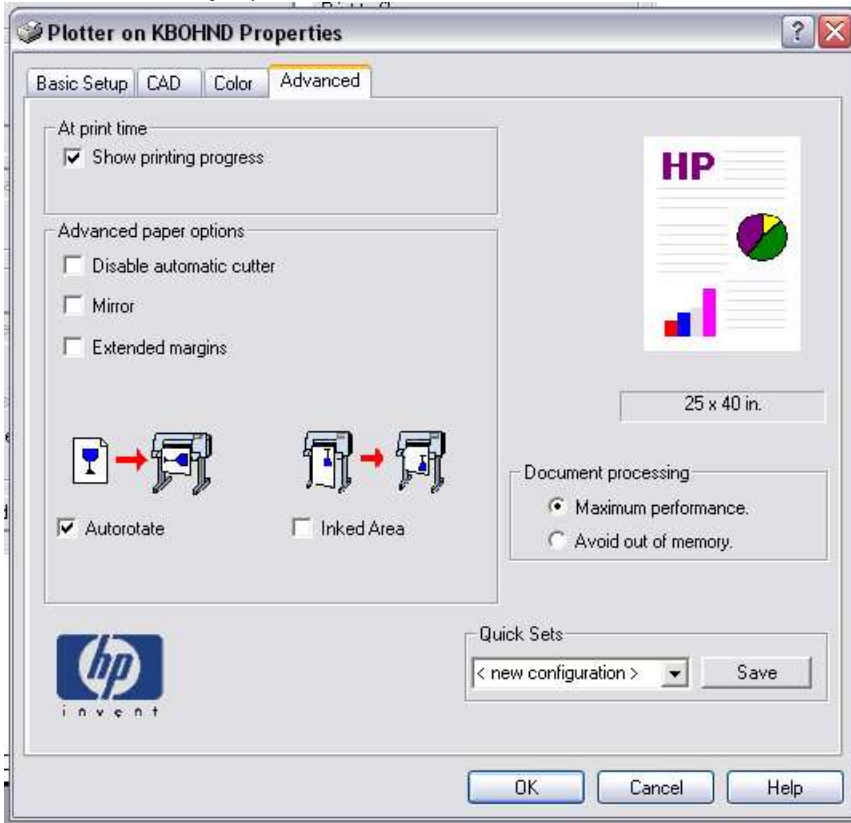 Plotter on KBOHND Properties
Basic Setup CAD Color Advanced
At print time
Show printing progress
Advanced paper options
Disable automatic cutter
Mirror
Extended margins
Autorotate Inked Area
HP
25 x 40 in.
Document processing
Maximum performance.
Avoid out of memory.
hp
invent
Quick Sets
< new configuration > Save
OK Cancel Help